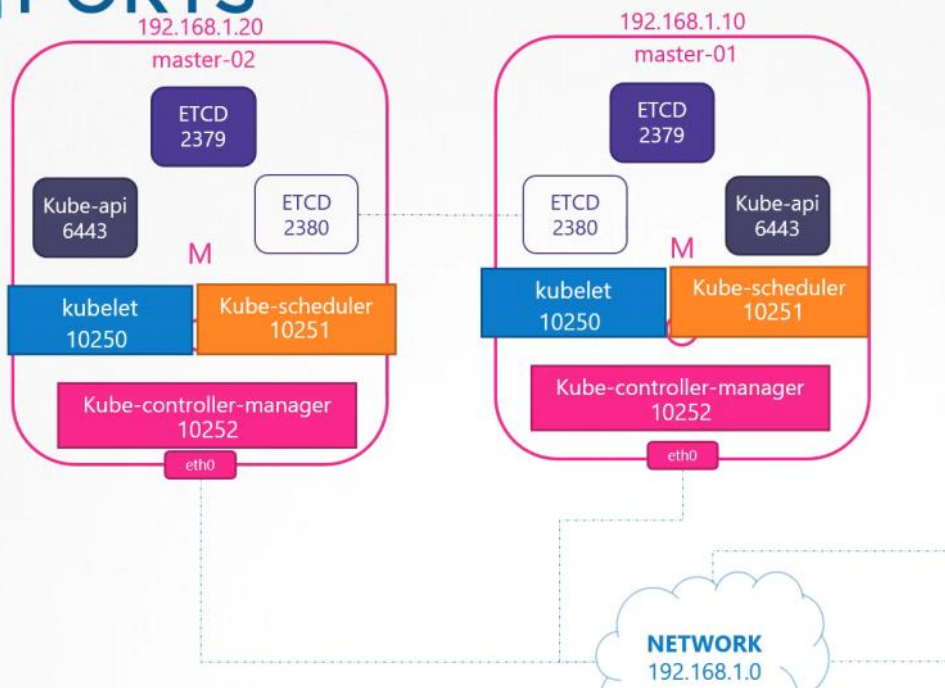 PORTS
192.168.1.20
master-02
ETCD
2379
Kube-api
6443
ETCD
2380
M
kubelet
10250
Kube-scheduler
10251
Kube-controller-manager
10252
eth0
192.168.1.10
master-01
ETCD
2379
ETCD
2380
Kube-api
6443
M
kubelet
10250
Kube-scheduler
10251
Kube-controller-manager
10252
eth0
NETWORK
192.168.1.0